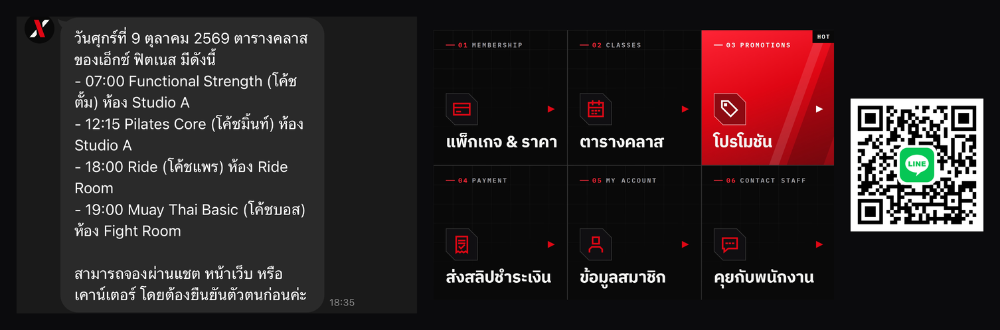 วันศุกร์ที่ 9 ตุลาคม 2569 ตารางคลาส
ของเอ็กซ์ ฟิตเนส มีดังนี้
- 07:00 Functional Strength (โค้ช
ตั้ม) ห้อง Studio A
- 12:15 Pilates Core (โค้ชมิ้นท์) ห้อง
Studio A
- 18:00 Ride (โค้ชแพร) ห้อง Ride
Room
- 19:00 Muay Thai Basic (โค้ชบอส)
ห้อง Fight Room
สามารถจองผ่านแชต หน้าเว็บ หรือ
เคาน์เตอร์ โดยต้องยืนยันตัวตนก่อนค่ะ
18:35
01 MEMBERSHIP
แพ็กเกจ & ราคา
02 CLASSES
ตารางคลาส
HOT
03 PROMOTIONS
โปรโมชัน
04 PAYMENT
ส่งสลิปชำระเงิน
05 MY ACCOUNT
ข้อมูลสมาชิก
06 CONTACT STAFF
คุยกับพนักงาน
LINE